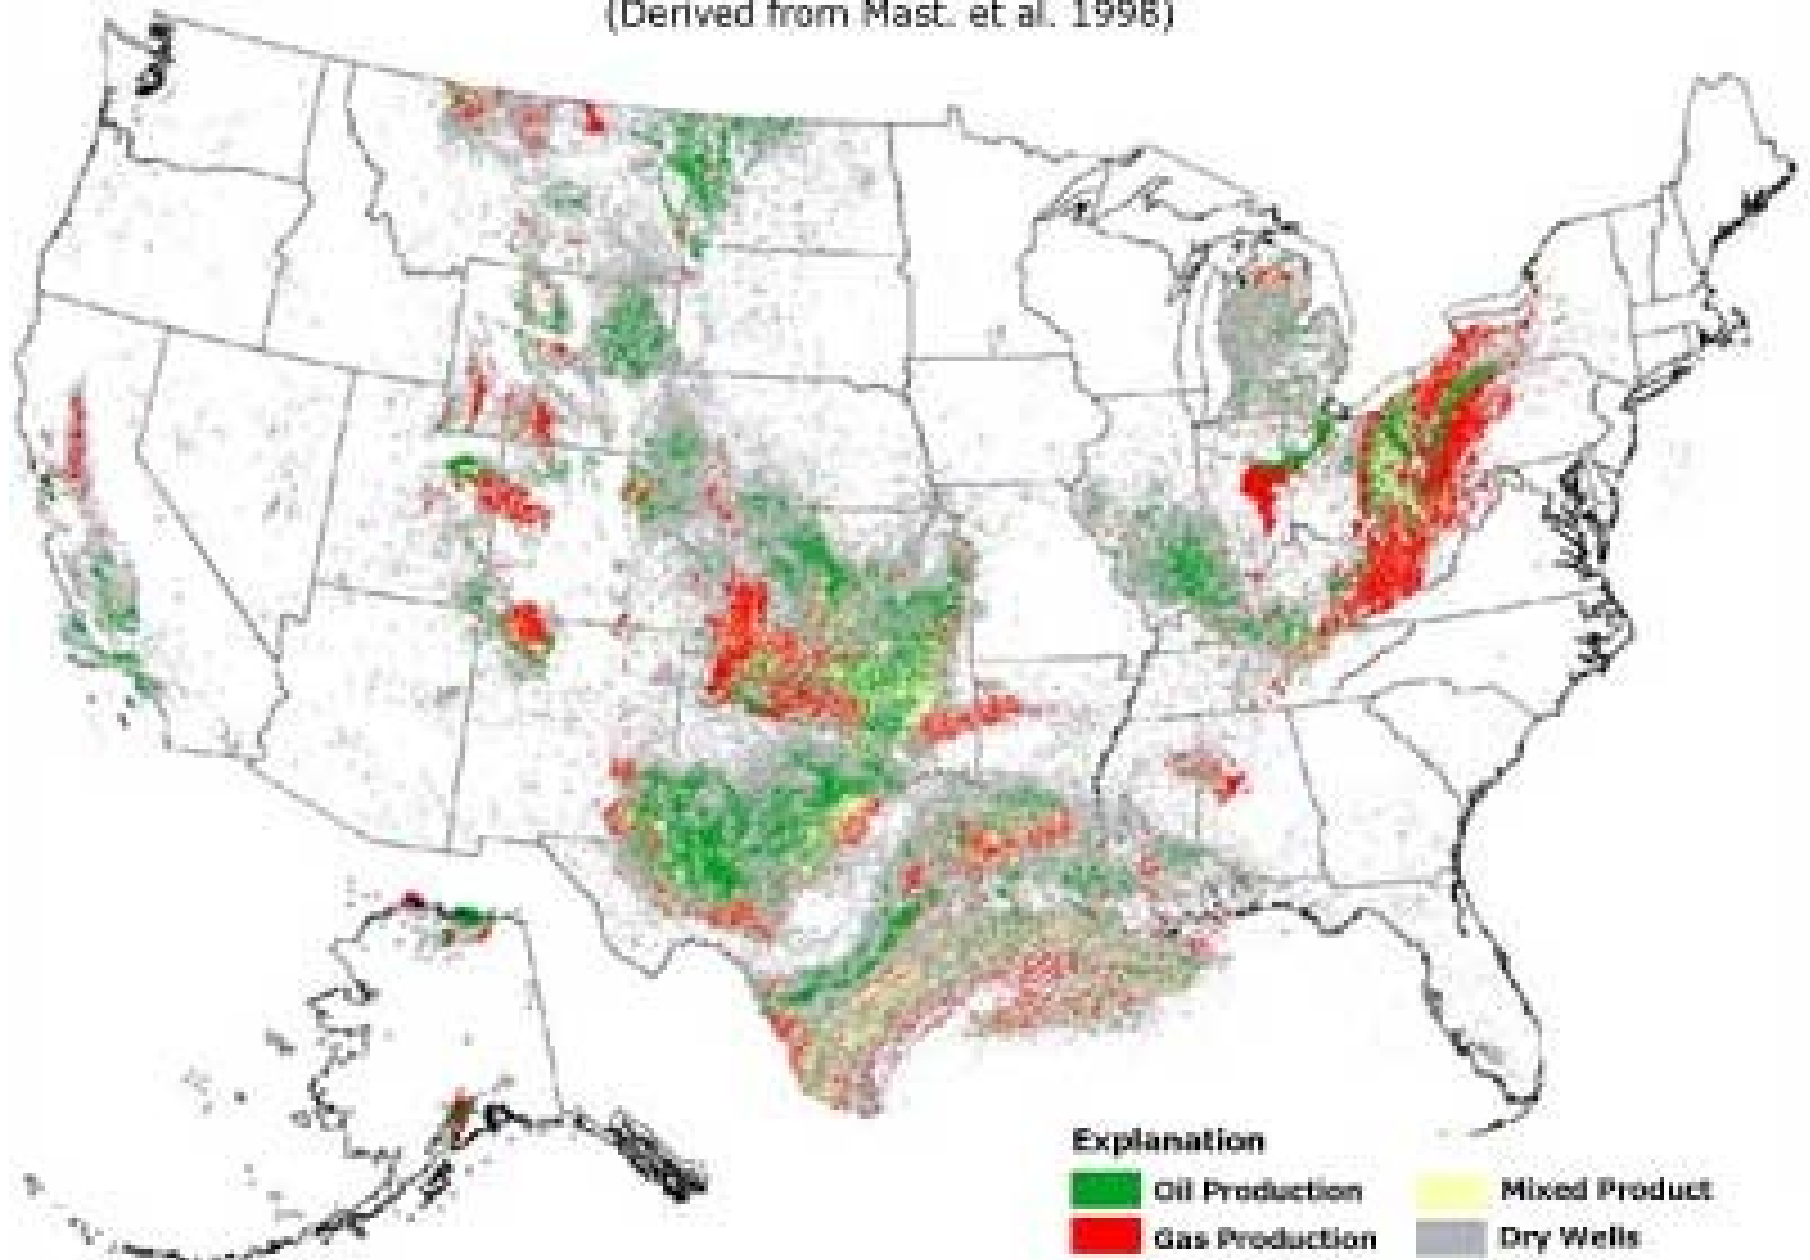 (Derived from Mast. et al. 1998)
Explanation
Oil Production
Mixed Product
Gas Production
Dry Wells